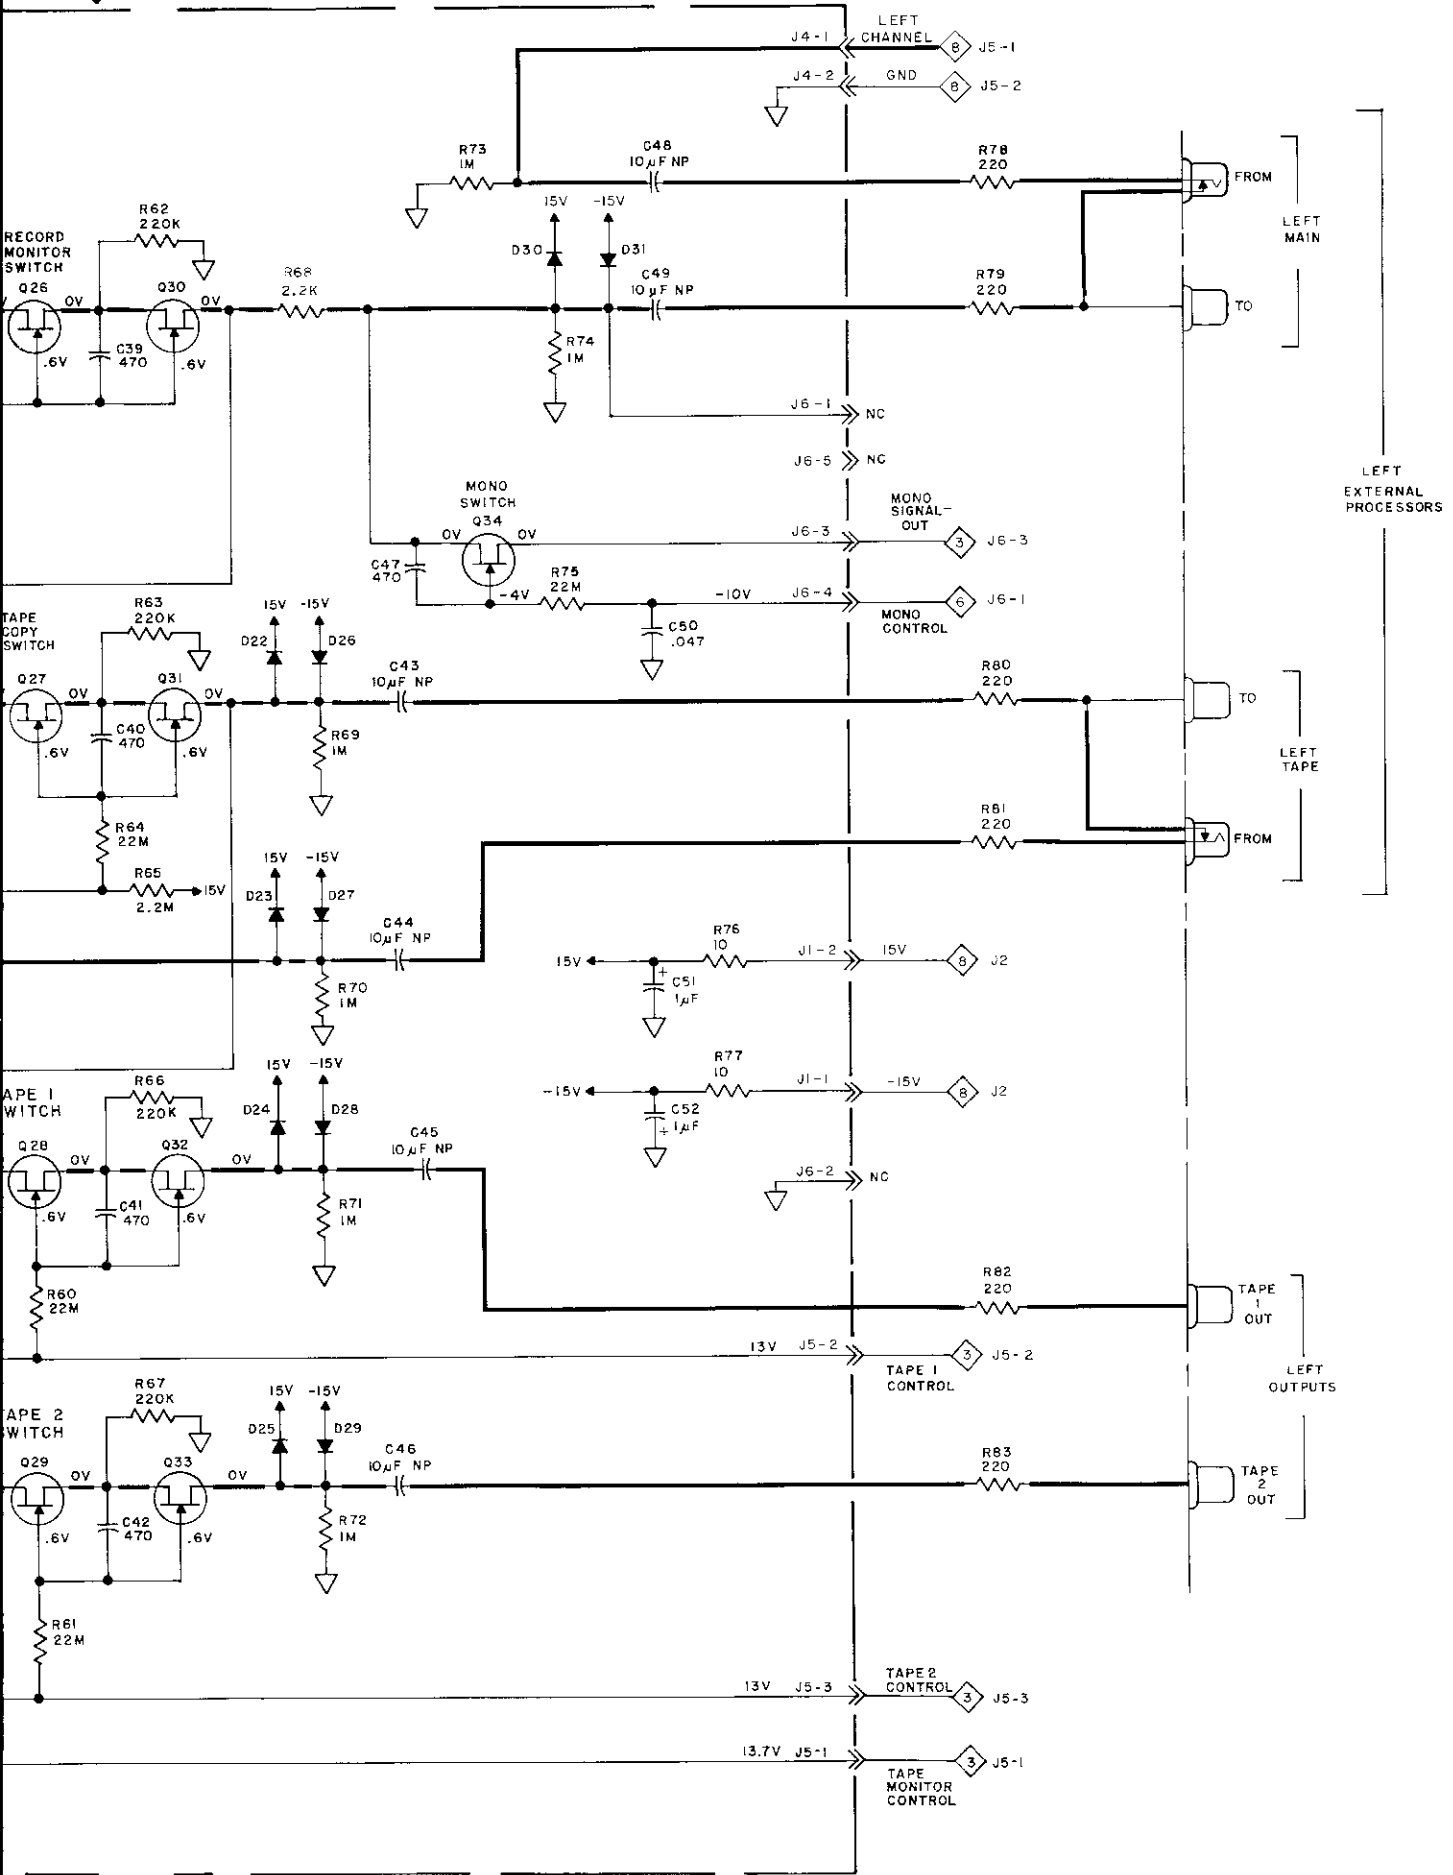 LEFT
CHANNEL
J4-1
8
J5-1
J4-2
GND
8
J5-2
R73
1M
C48
10µF NP
R78
220
FROM
15V
-15V
R62
220K
LEFT
MAIN
RECORD
MONITOR
SWITCH
D30
D31
R68
2.2K
C49
10µF NP
R79
220
Q26
0V
Q30
0V
TO
C39
470
R74
1M
.6V
.6V
J6-1
NC
J6-5
NC
LEFT
EXTERNAL
PROCESSORS
MONO
SWITCH
Q34
MONO
SIGNAL-
OUT
0V
0V
J6-3
3
J6-3
C47
470
R75
22M
-4V
-10V
J6-4
6
J6-1
MONO
CONTROL
C50
.047
TAPE
COPY
SWITCH
R63
220K
15V
-15V
D22
D26
C43
10µF NP
R80
220
Q27
0V
Q31
0V
TO
C40
470
R69
1M
.6V
.6V
LEFT
TAPE
R64
22M
R81
220
FROM
R65
2.2M
15V
15V
-15V
D23
D27
C44
10µF NP
R76
10
15V
J1-2
15V
8
J2
+
C51
1µF
R70
1M
R77
10
-15V
J1-1
-15V
8
J2
C52
+
1µF
15V
-15V
APE 1
WITCH
R66
220K
D24
D28
C45
10µF NP
Q28
0V
Q32
0V
J6-2
NC
C41
470
R71
1M
.6V
.6V
R60
22M
R82
220
TAPE
1
OUT
13V
J5-2
3
J5-2
TAPE 1
CONTROL
LEFT
OUTPUTS
R67
220K
15V
-15V
APE 2
WITCH
D25
D29
C46
10µF NP
R83
220
Q29
0V
Q33
0V
TAPE
2
OUT
C42
470
R72
1M
.6V
.6V
R61
22M
13V
J5-3
TAPE 2
CONTROL
3
J5-3
13.7V
J5-1
3
J5-1
TAPE
MONITOR
CONTROL